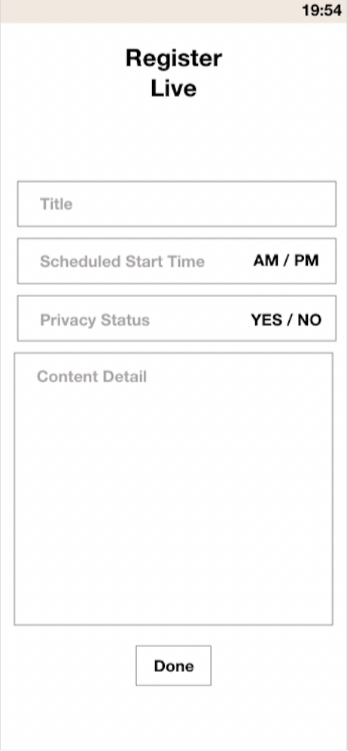 19:54
Register
Live
Title
Scheduled Start Time AM / PM
Privacy Status YES / NO
Content Detail
Done